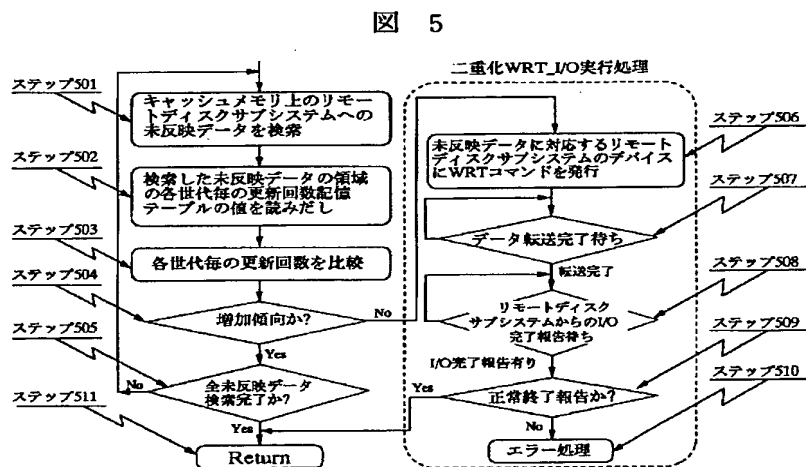 図 5
二重化WRT_I/O実行処理
ステップ501
キャッシュメモリ上のリモー
トディスクサブシステムへの
未反映データを検索
ステップ502
検索した未反映データの領域
の各世代毎の更新回数記憶
テーブルの値を読みだし
ステップ503
各世代毎の更新回数を比較
ステップ504
増加傾向か?
No
Yes
ステップ505
全未反映データ
検索完了か?
No
Yes
ステップ511
Return
ステップ506
未反映データに対応するリモート
ディスクサブシステムのデバイス
にWRTコマンドを発行
ステップ507
データ転送完了待ち
転送完了
ステップ508
リモートディスク
サブシステムからのI/O
完了報告待ち
I/O完了報告有り
ステップ509
正常終了報告か?
Yes
No
ステップ510
エラー処理